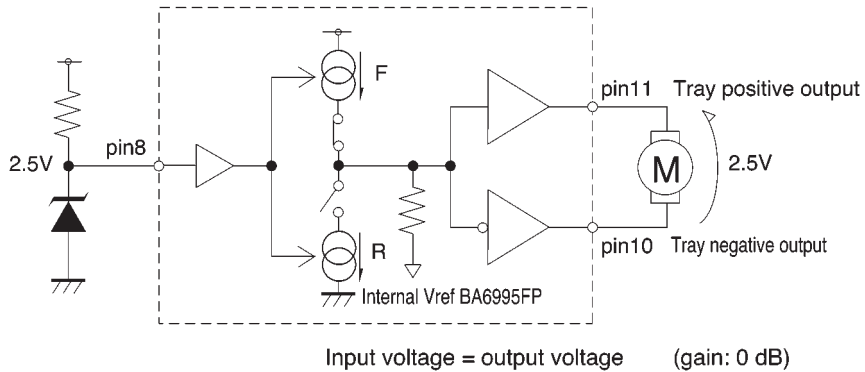 F
pin11 Tray positive output
pin8
2.5V
M
2.5V
R
pin10 Tray negative output
Internal Vref BA6995FP
Input voltage = output voltage (gain: 0 dB)